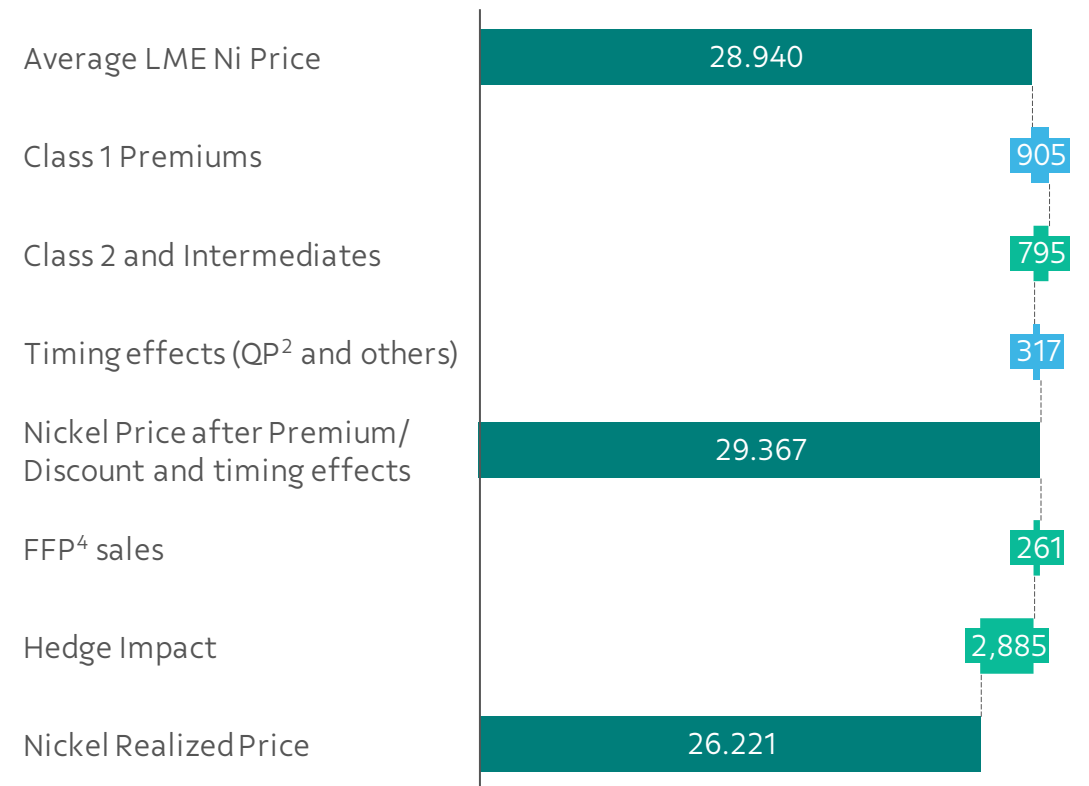 Average LME Ni Price 28.940
Class 1 Premiums 905
Class 2 and Intermediates 795
Timing effects (QP² and others) 317
Nickel Price after Premium/
Discount and timing effects 29.367
FFP⁴ sales 261
Hedge Impact 2,885
Nickel Realized Price 26.221